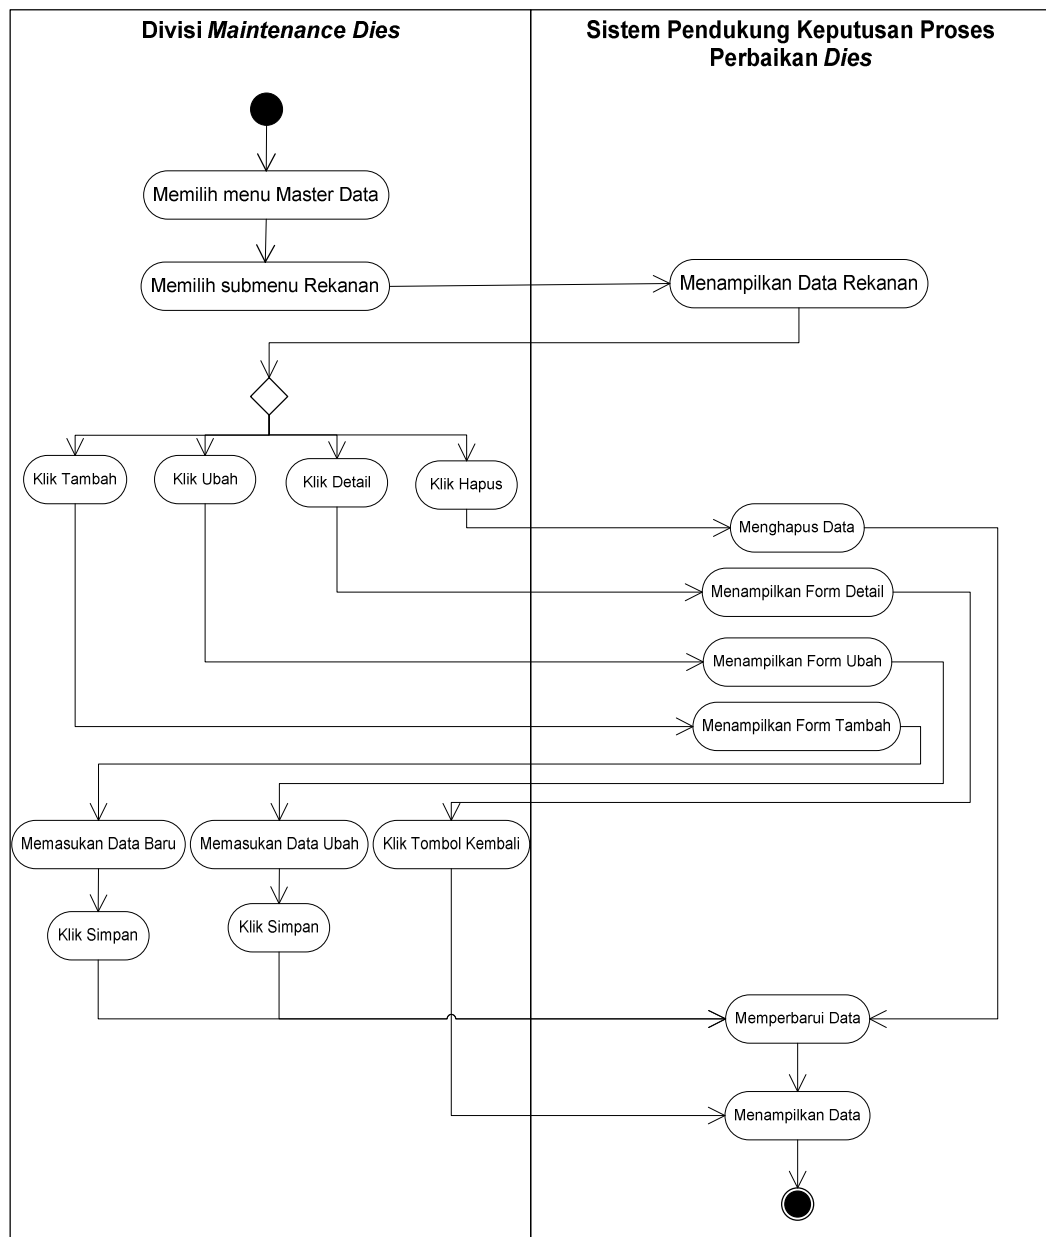 Divisi Maintenance Dies
Sistem Pendukung Keputusan Proses
Perbaikan Dies
Memilih menu Master Data
Memilih submenu Rekanan
Menampilkan Data Rekanan
Klik Tambah
Klik Ubah
Klik Detail
Klik Hapus
Menghapus Data
Menampilkan Form Detail
Menampilkan Form Ubah
Menampilkan Form Tambah
Memasukan Data Baru
Memasukan Data Ubah
Klik Tombol Kembali
Klik Simpan
Klik Simpan
Memperbarui Data
Menampilkan Data